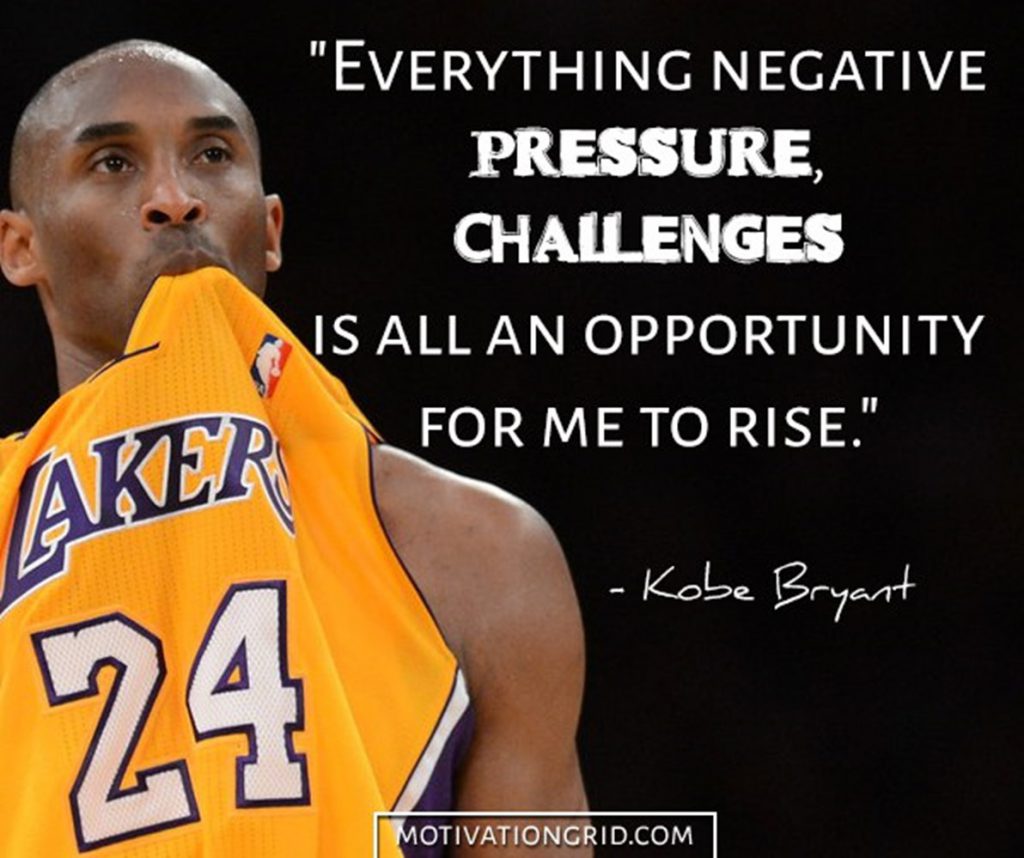 "EVERYTHING NEGATIVE
PRESSURE,
CHALLENGES
IS ALL AN OPPORTUNITY
FOR ME TO RISE."
- Kobe Bryant
LAKERS
24
MOTIVATIONGRID.COM